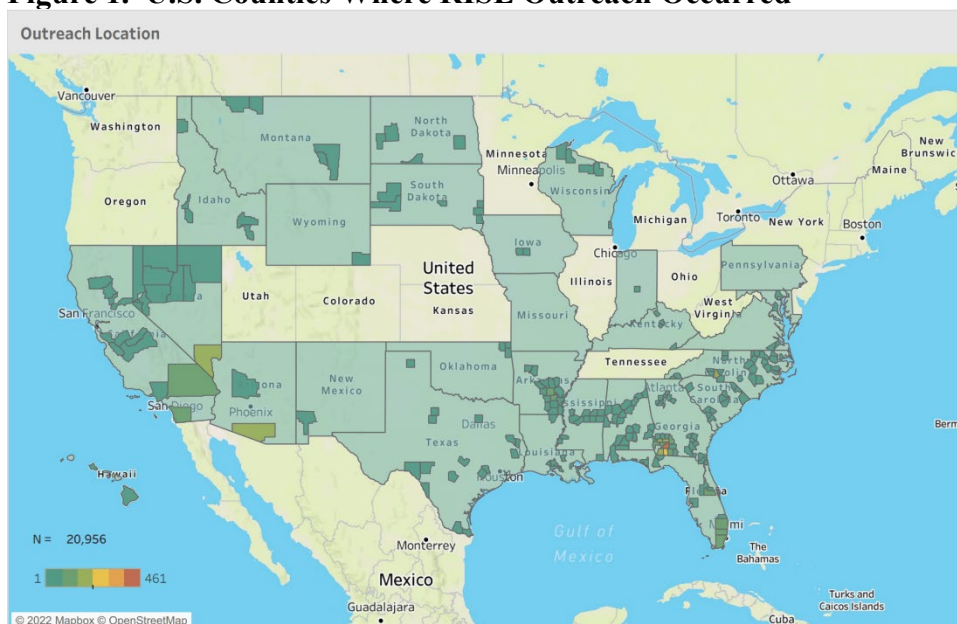 Figure 1. U.S. Counties Where RISE Outreach Occurred
Outreach Location
Vancouver
Washington
Montana
North
Dakota
Minnesota
Minneapolis
Ottawa
Maine
New
Brunswic
Oregon
Idaho
South
Dakota
Wisconsin
Michigan
Toronto
New York
Boston
Wyoming
Iowa
Chicago
United
States
Pennsylvania
Utah
Colorado
Kansas
Illinois
Ohio
West
Virginia
San Francisco
Missouri
Kentucky
Tennessee
Oklahoma
North
New
Mexico
Atlanta
South
Carolina
San Diego
Phoenix
Georgia
Dallas
Texas
Louisiana
Houston
Berm
Hawaii
Gulf of
Mexico
mi
The
Bahamas
N = 20,956
Monterrey
1 461
Mexico
Guadalajara
Turks and
Caicos Islands
Cuba
© 2022 Mapbox © OpenStreetMap